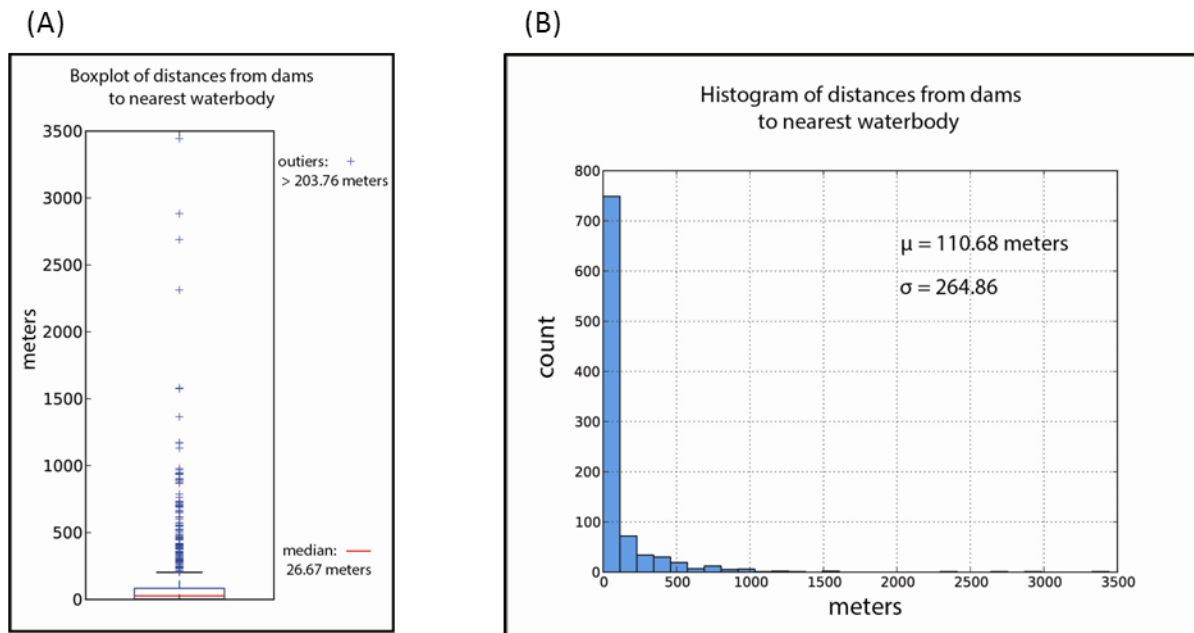 (A)
Boxplot of distances from dams
to nearest waterbody
3500
3000
2500
2000
1500
1000
500
0
meters
outliers: +
> 203.76 meters
median:
26.67 meters
(B)
Histogram of distances from dams
to nearest waterbody
800
700
600
500
400
300
200
100
0
count
μ = 110.68 meters
σ = 264.86
0 500 1000 1500 2000 2500 3000 3500
meters